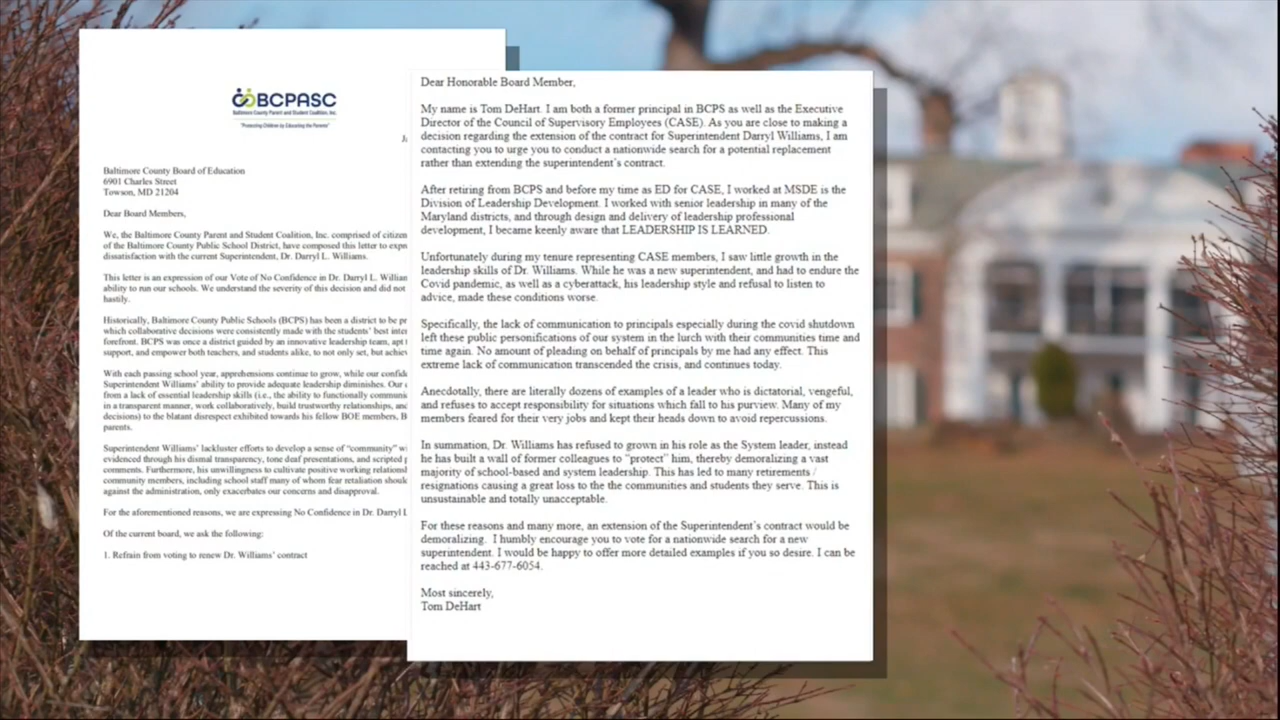 BCPASC
Baltimore County Parent and Student Coalition, Inc.
"Protecting Children by Educating the Parents"
Baltimore County Board of Education
6901 Charles Street
Towson, MD 21204
Dear Board Members,
We, the Baltimore County Parent and Student Coalition, Inc. comprised of citizen
of the Baltimore County Public School District, have composed this letter to expr
dissatisfaction with the current Superintendent, Dr. Darryl L. Williams.
This letter is an expression of our Vote of No Confidence in Dr. Darryl L. Willian
ability to run our schools. We understand the severity of this decision and did not
hastily.
Historically, Baltimore County Public Schools (BCPS) has been a district to be pr
which collaborative decisions were consistently made with the students' best inter
forefront. BCPS was once a district guided by an innovative leadership team, apt t
support, and empower both teachers, and students alike, to not only set, but achiev
With each passing school year, apprehensions continue to grow, while our confid
Superintendent Williams' ability to provide adequate leadership diminishes. Our c
from a lack of essential leadership skills (i.e., the ability to functionally communic
in a transparent manner, work collaboratively, build trustworthy relationships, and
decisions) to the blatant disrespect exhibited towards his fellow BOE members, B
parents.
Superintendent Williams' lackluster efforts to develop a sense of "community" wi
evidenced through his dismal transparency, tone deaf presentations, and scripted p
comments. Furthermore, his unwillingness to cultivate positive working relations
community members, including school staff many of whom fear retaliation shoul
against the administration, only exacerbates our concerns and disapproval.
For the aforementioned reasons, we are expressing No Confidence in Dr. Darryl L
Of the current board, we ask the following:
1. Refrain from voting to renew Dr. Williams' contract
Dear Honorable Board Member,
My name is Tom DeHart. I am both a former principal in BCPS as well as the Executive
Director of the Council of Supervisory Employees (CASE). As you are close to making a
decision regarding the extension of the contract for Superintendent Darryl Williams, I am
contacting you to urge you to conduct a nationwide search for a potential replacement
rather than extending the superintendent's contract.
After retiring from BCPS and before my time as ED for CASE, I worked at MSDE is the
Division of Leadership Development. I worked with senior leadership in many of the
Maryland districts, and through design and delivery of leadership professional
development, I became keenly aware that LEADERSHIP IS LEARNED.
Unfortunately during my tenure representing CASE members, I saw little growth in the
leadership skills of Dr. Williams. While he was a new superintendent, and had to endure the
Covid pandemic, as well as a cyberattack, his leadership style and refusal to listen to
advice, made these conditions worse.
Specifically, the lack of communication to principals especially during the covid shutdown
left these public personifications of our system in the lurch with their communities time and
time again. No amount of pleading on behalf of principals by me had any effect. This
extreme lack of communication transcended the crisis, and continues today.
Anecdotally, there are literally dozens of examples of a leader who is dictatorial, vengeful,
and refuses to accept responsibility for situations which fall to his purview. Many of my
members feared for their very jobs and kept their heads down to avoid repercussions.
In summation, Dr. Williams has refused to grown in his role as the System leader, instead
he has built a wall of former colleagues to "protect" him, thereby demoralizing a vast
majority of school-based and system leadership. This has led to many retirements /
resignations causing a great loss to the the communities and students they serve. This is
unsustainable and totally unacceptable.
For these reasons and many more, an extension of the Superintendent's contract would be
demoralizing.  I humbly encourage you to vote for a nationwide search for a new
superintendent. I would be happy to offer more detailed examples if you so desire. I can be
reached at 443-677-6054.
Most sincerely,
Tom DeHart